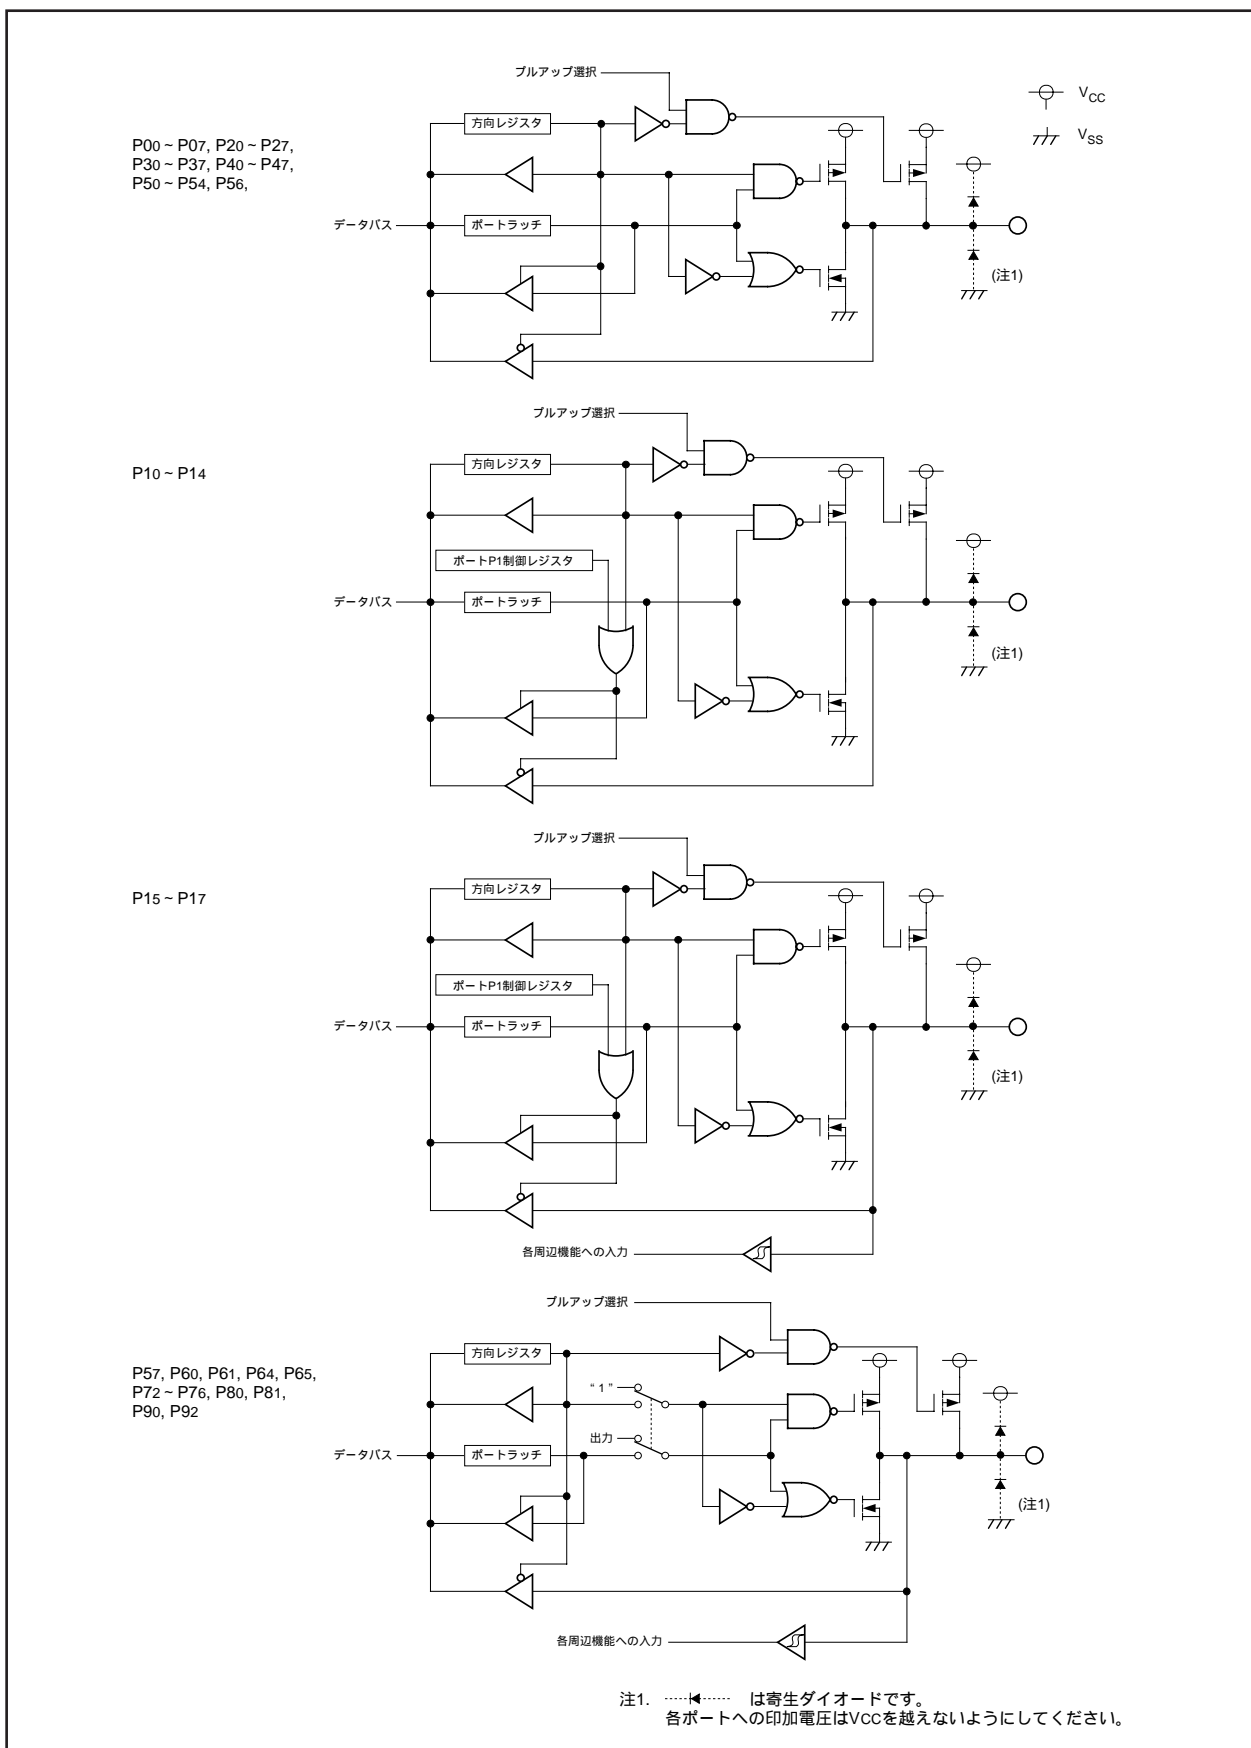 プルアップ選択
VCC
VSS
P00 ~ P07, P20 ~ P27,
P30 ~ P37, P40 ~ P47,
P50 ~ P54, P56,
方向レジスタ
データバス
ポートラッチ
(注1)
プルアップ選択
P10 ~ P14
方向レジスタ
ポートP1制御レジスタ
データバス
ポートラッチ
(注1)
プルアップ選択
P15 ~ P17
方向レジスタ
ポートP1制御レジスタ
データバス
ポートラッチ
(注1)
各周辺機能への入力
プルアップ選択
P57, P60, P61, P64, P65,
P72 ~ P76, P80, P81,
P90, P92
方向レジスタ
“1”
出力
データバス
ポートラッチ
(注1)
各周辺機能への入力
注1. は寄生ダイオードです。
各ポートへの印加電圧はVCCを越えないようにしてください。